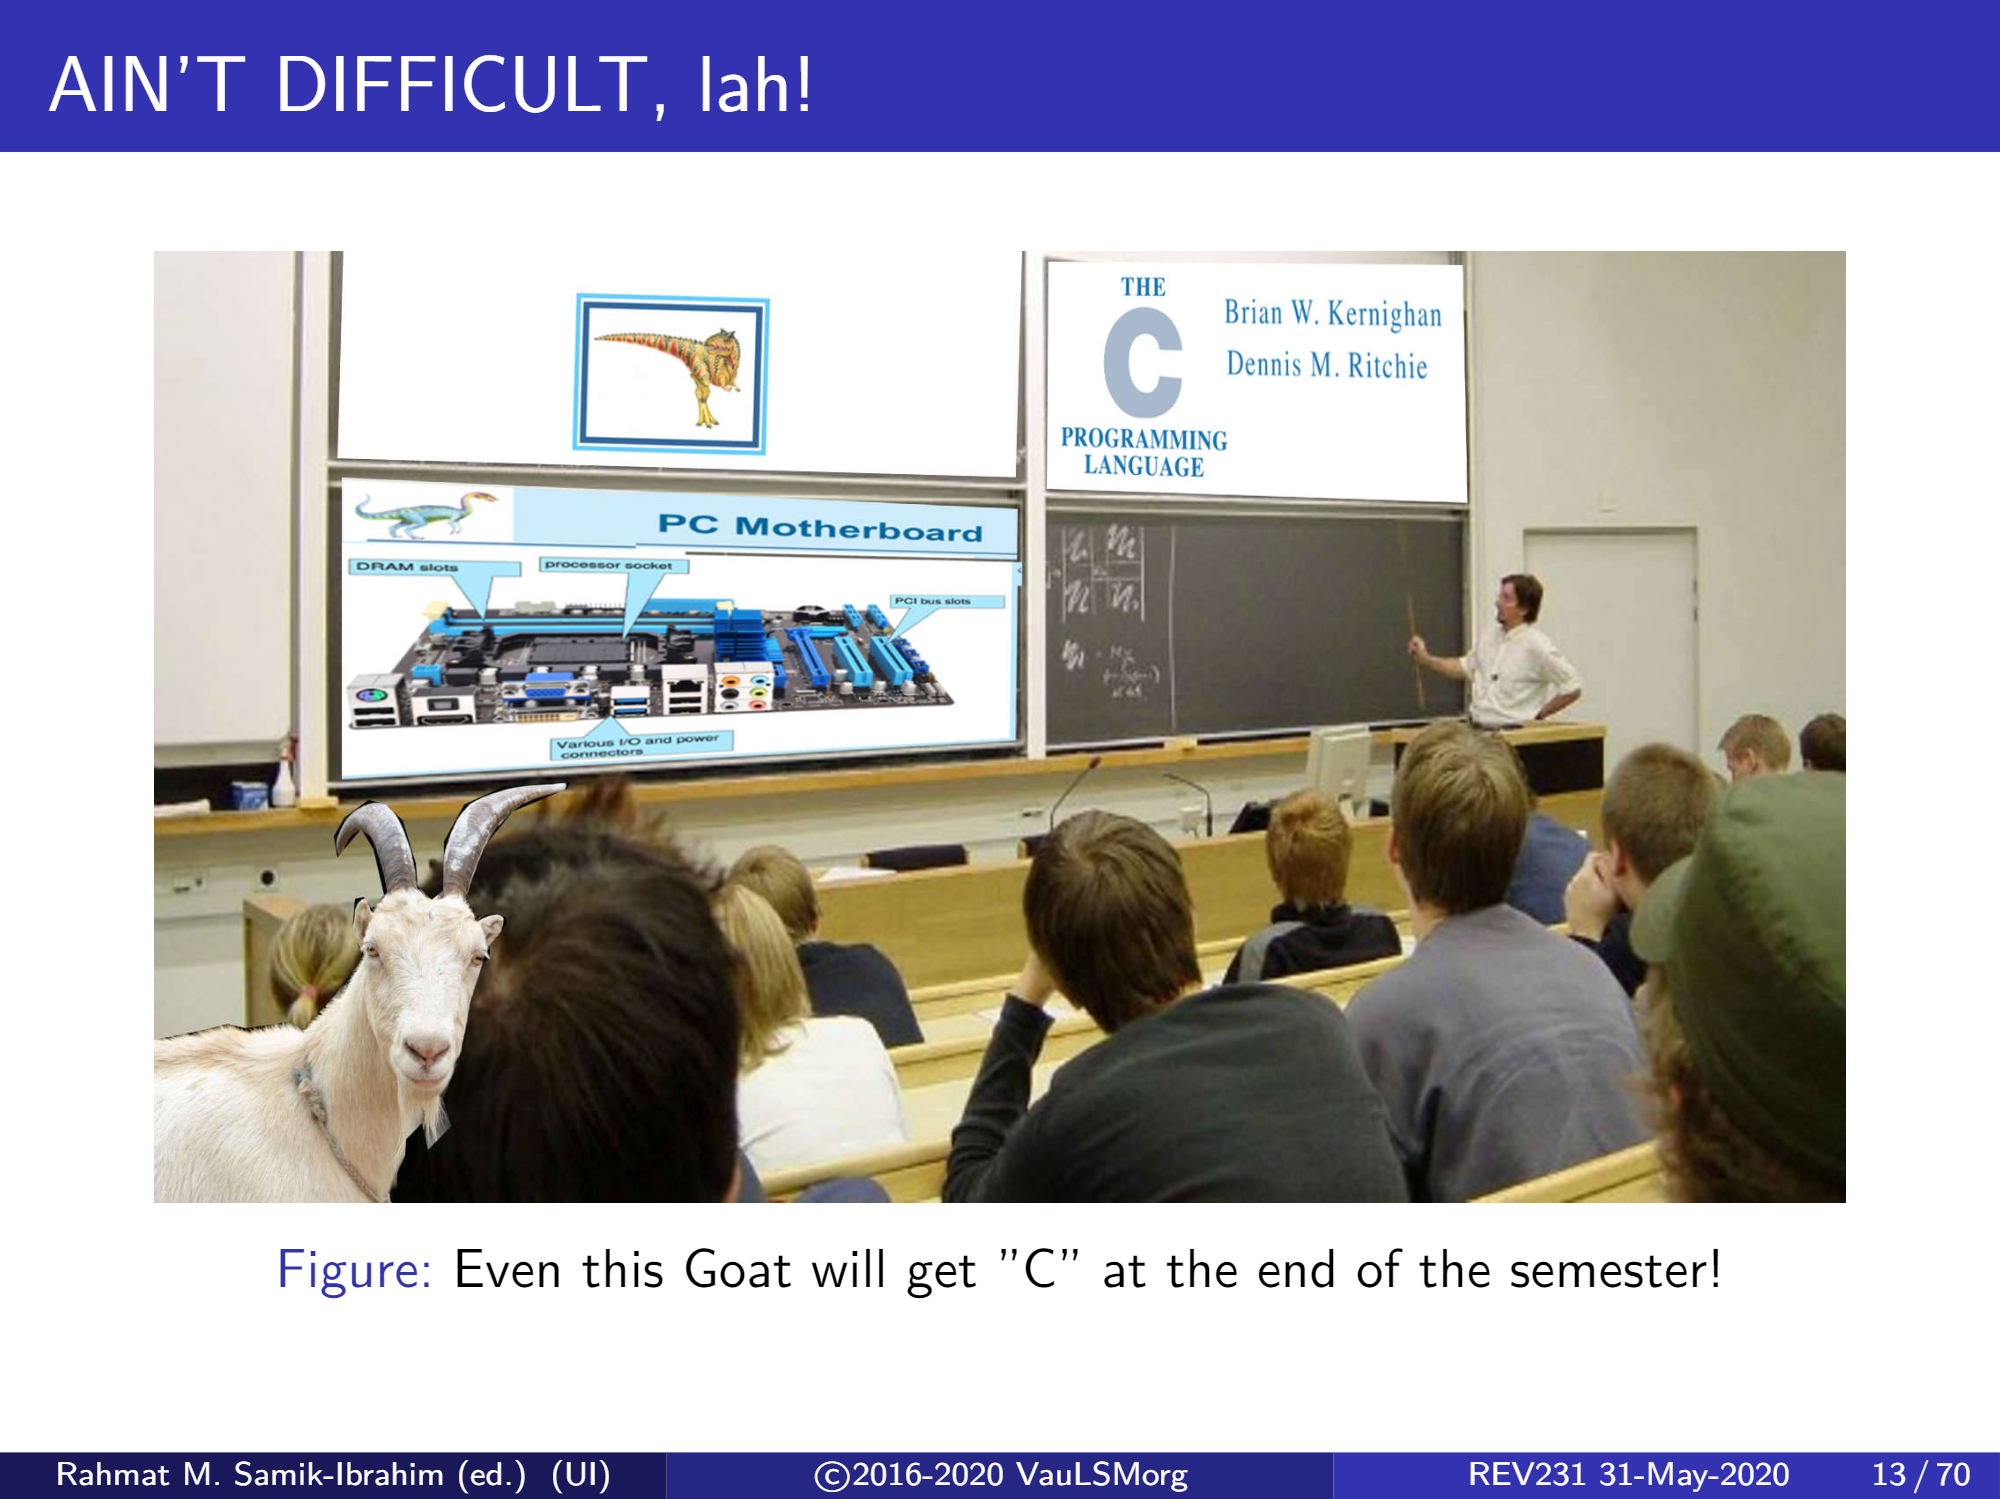 AIN'T DIFFICULT, lah!
THE
C
PROGRAMMING
LANGUAGE
Brian W. Kernighan
Dennis M. Ritchie
PC Motherboard
DRAM slots
processor socket
PCI bus slots
Various I/O and power
connectors
Figure: Even this Goat will get ”C” at the end of the semester!
Rahmat M. Samik-Ibrahim (ed.) (UI)
©2016-2020 VauLSMorg
REV231 31-May-2020
13 / 70